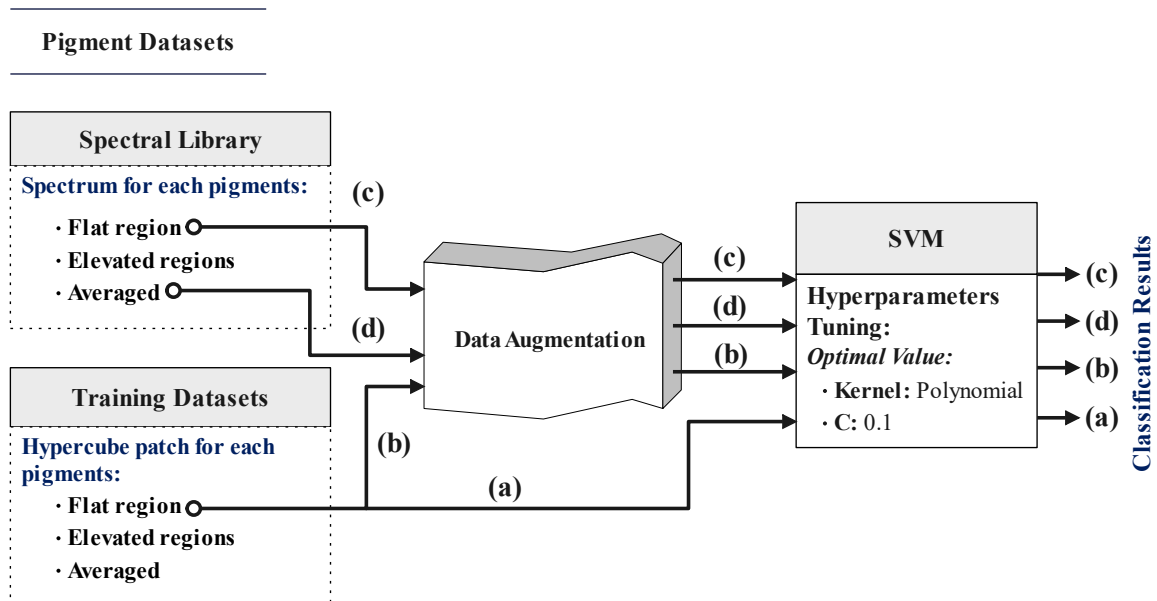 Pigment Datasets
Spectral Library
Spectrum for each pigments:
· Flat region
· Elevated regions
· Averaged
(c)
(d)
Training Datasets
Hypercube patch for each
pigments:
· Flat region
· Elevated regions
· Averaged
(b)
(a)
Data Augmentation
(c)
(d)
(b)
SVM
Hyperparameters
Tuning:
Optimal Value:
· Kernel: Polynomial
· C: 0.1
(c)
(d)
(b)
(a)
Classification Results